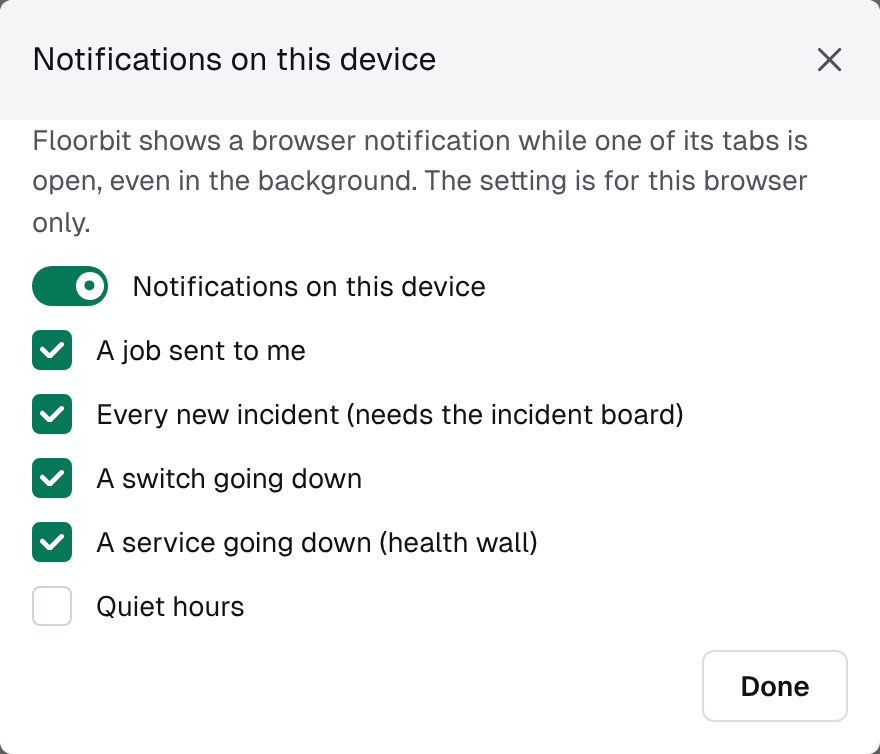 Notifications on this device
Floorbit shows a browser notification while one of its tabs is
open, even in the background. The setting is for this browser
only.
Notifications on this device
A job sent to me
Every new incident (needs the incident board)
A switch going down
A service going down (health wall)
Quiet hours
Done